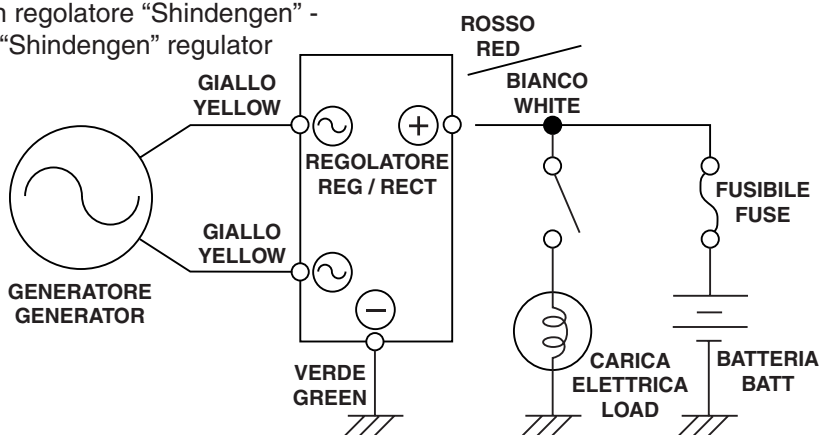 regolatore “Shindengen” -
“Shindengen” regulator
ROSSO
RED
BIANCO
WHITE
GIALLO
YELLOW
REGOLATORE
REG / RECT
FUSIBILE
FUSE
GIALLO
YELLOW
GENERATORE
GENERATOR
VERDE
GREEN
CARICA
ELETTRICA
LOAD
BATTERIA
BATT